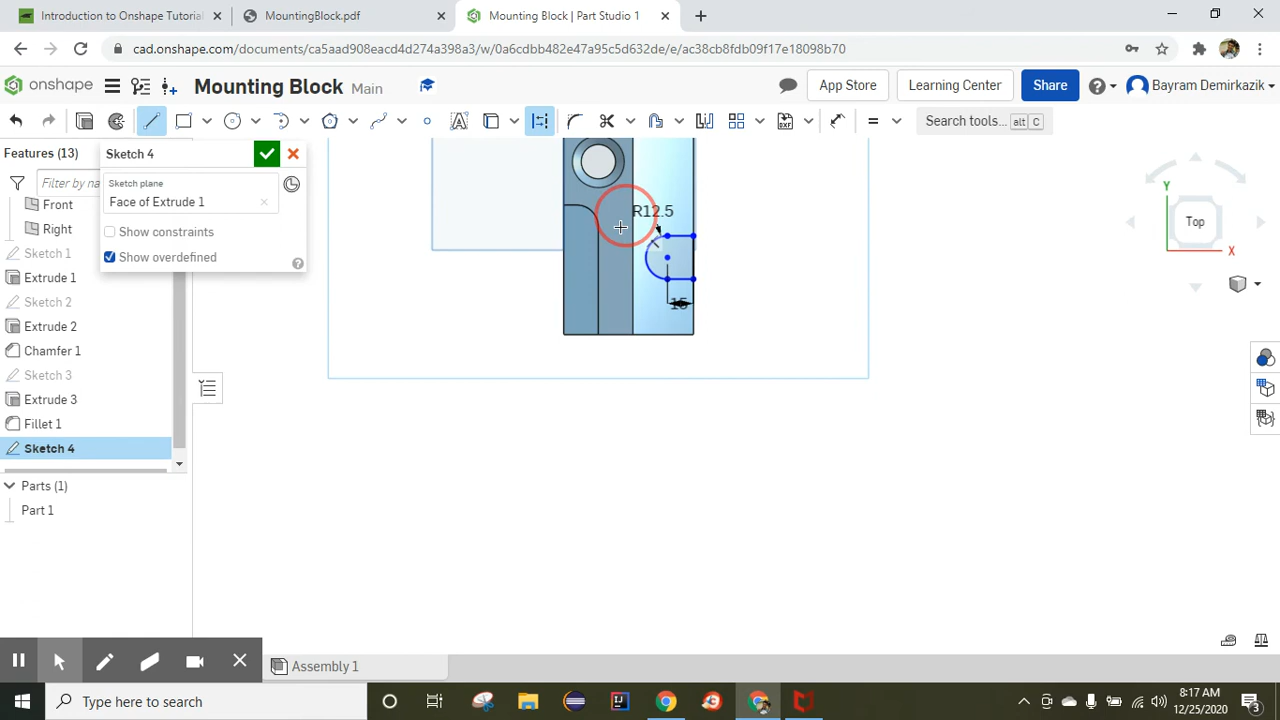 Introduction to Onshape Tutorial
MountingBlock.pdf
Mounting Block | Part Studio 1
cad.onshape.com/documents/ca5aad908eacd4d274a398a3/w/0a6cdbb482e47a95c5d632de/e/ac38cb8fdb09f17e18098b70
onshape
Mounting Block Main
App Store
Learning Center
Share
Bayram Demirkazik
Search tools... alt C
Features (13)
Filter by na
Front
Right
Sketch 1
Extrude 1
Sketch 2
Extrude 2
Chamfer 1
Sketch 3
Extrude 3
Fillet 1
Sketch 4
Parts (1)
Part 1
Sketch 4
Sketch plane
Face of Extrude 1
Show constraints
Show overdefined
R12.5
15
Y
Top
X
Assembly 1
Type here to search
8:17 AM
12/25/2020
3